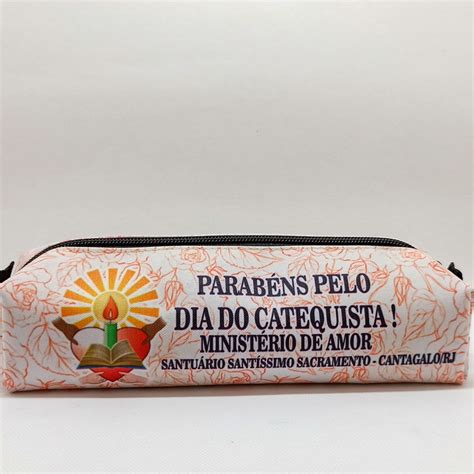 PARABÉNS PELO
DIA DO CATEQUISTA !
MINISTÉRIO DE AMOR
SANTUÁRIO SANTÍSSIMO SACRAMENTO - CANTAGALO/RJ